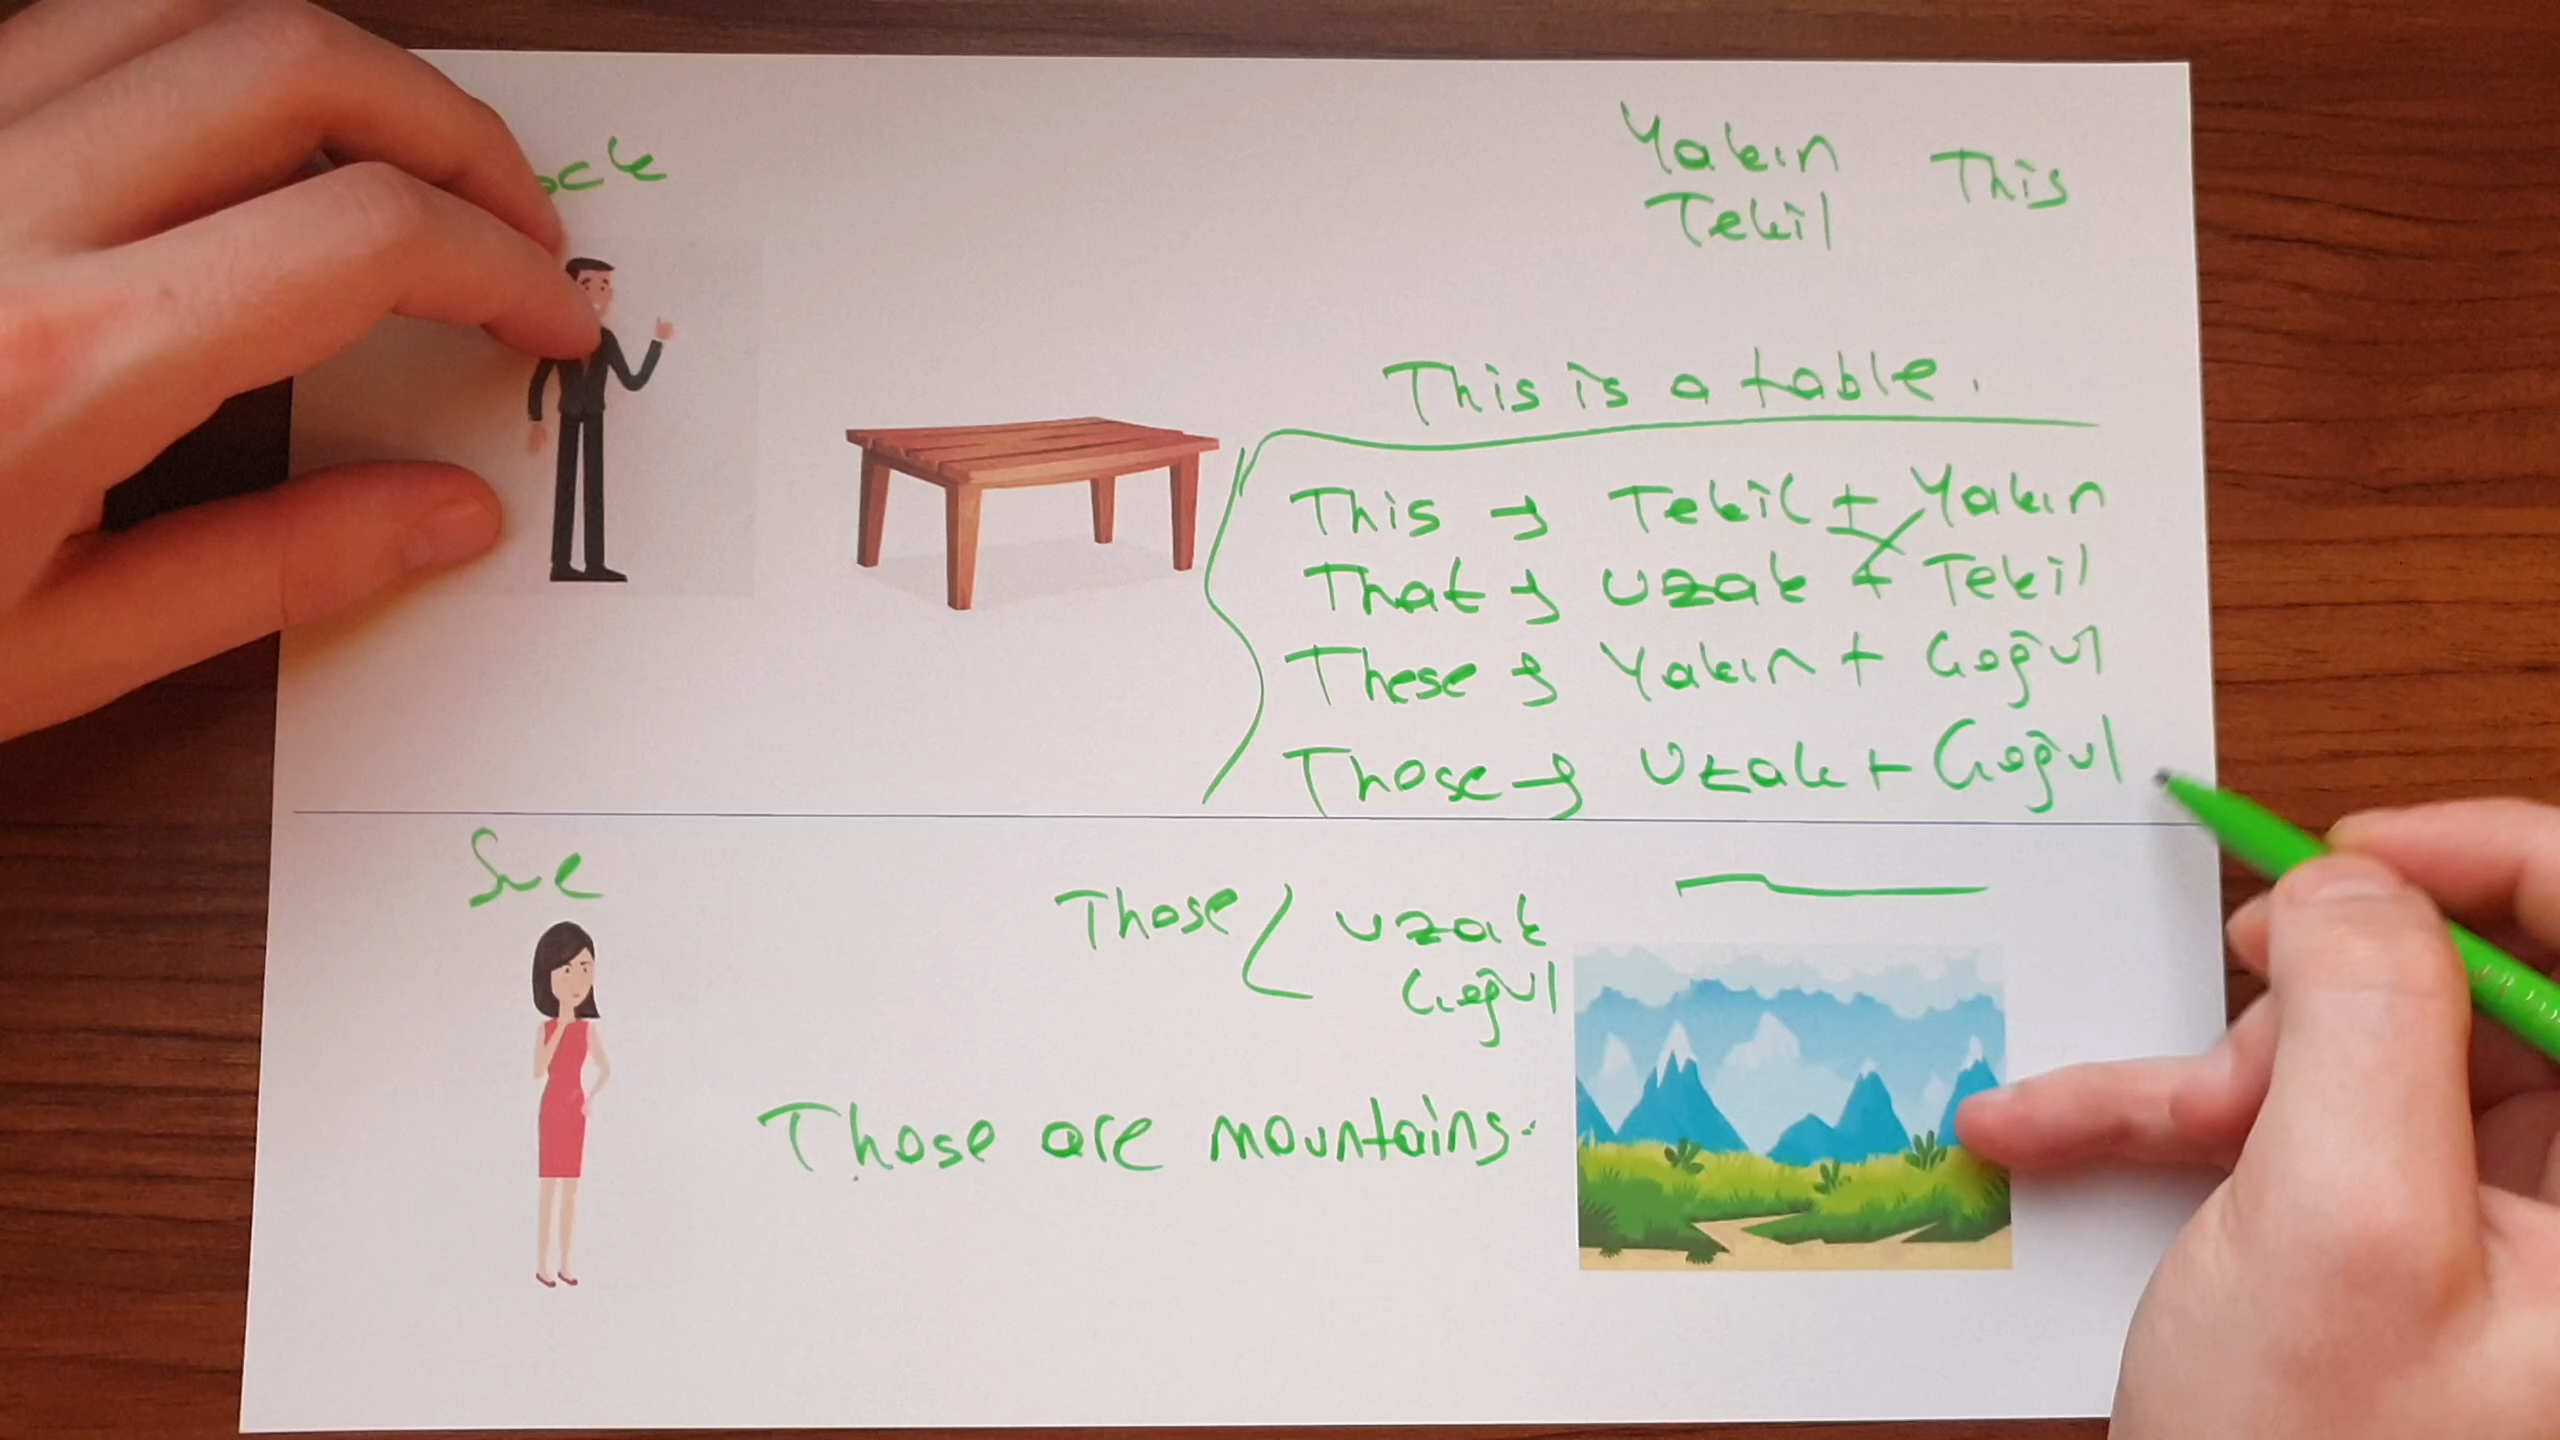 Yakın
Tekil
This
This is a table.
This → Tekil + Yakın
That → Uzak + Tekil
These → Yakın + Çoğul
Those → Uzak + Çoğul
Sue
Those
Uzak
Çoğul
Those are mountains.